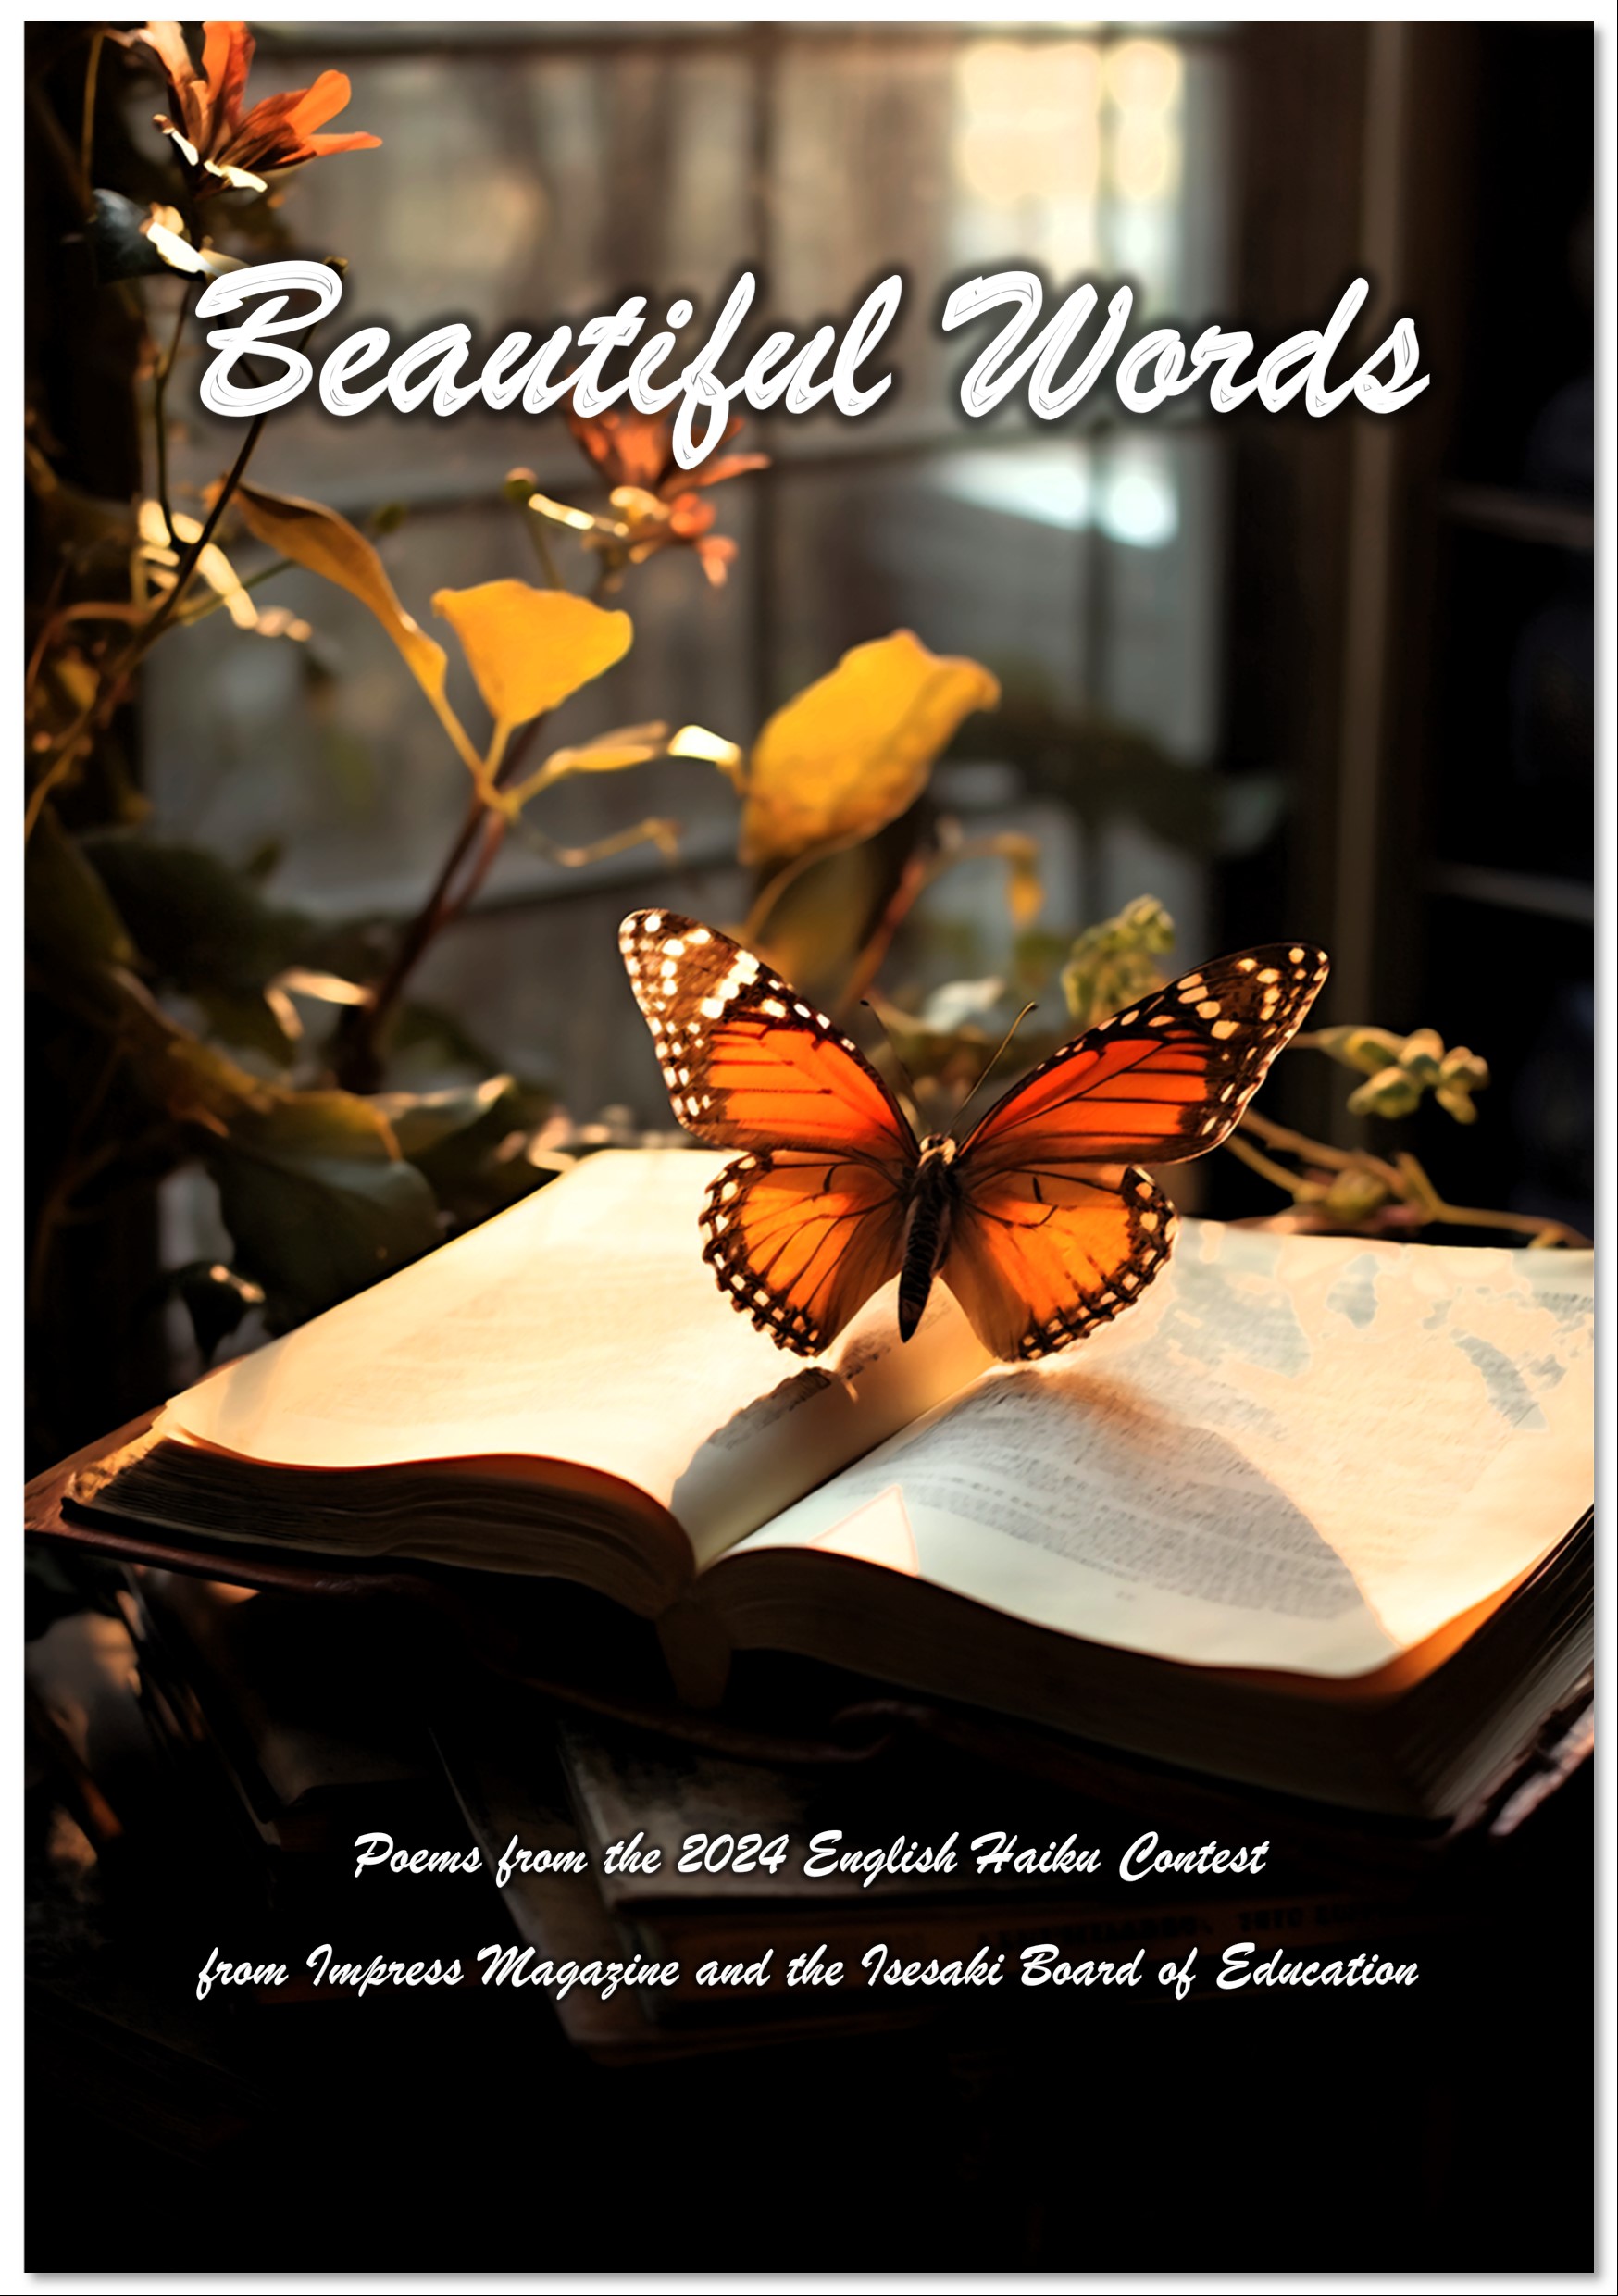 Beautiful Words
Poems from the 2024 English Haiku Contest
from Impress Magazine and the Isesaki Board of Education